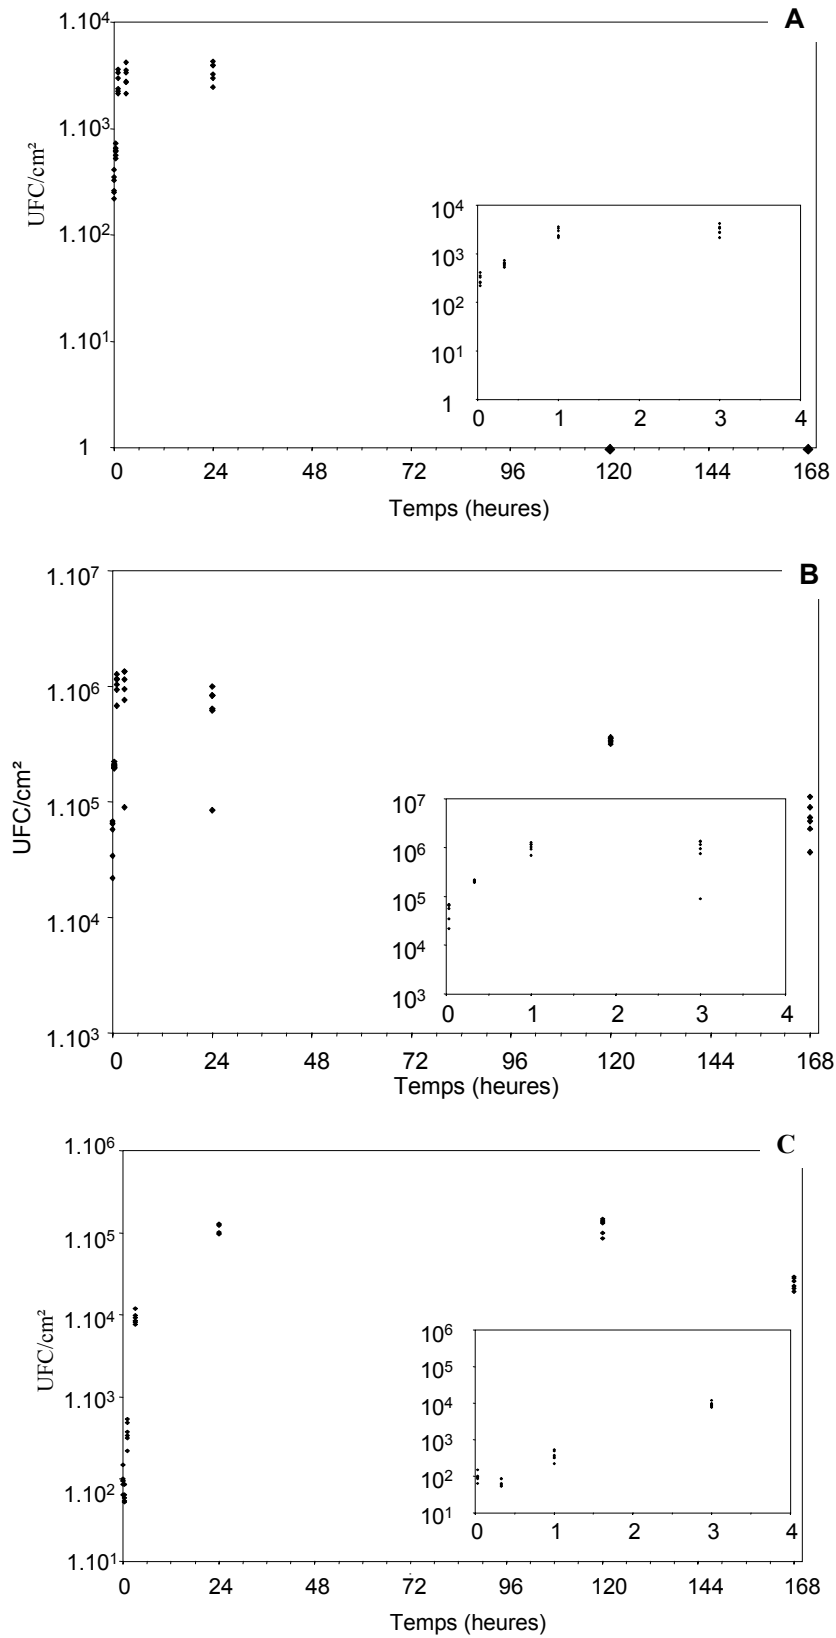 A
1.10⁴
1.10³
1.10²
1.10¹
1
UFC/cm²
10⁴
10³
10²
10¹
1
0 1 2 3 4
0 24 48 72 96 120 144 168
Temps (heures)
B
1.10⁷
1.10⁶
1.10⁵
1.10⁴
1.10³
UFC/cm²
10⁷
10⁶
10⁵
10⁴
10³
0 1 2 3 4
0 24 48 72 96 120 144 168
Temps (heures)
C
1.10⁶
1.10⁵
1.10⁴
1.10³
1.10²
1.10¹
UFC/cm²
10⁶
10⁵
10⁴
10³
10²
10¹
0 1 2 3 4
0 24 48 72 96 120 144 168
Temps (heures)